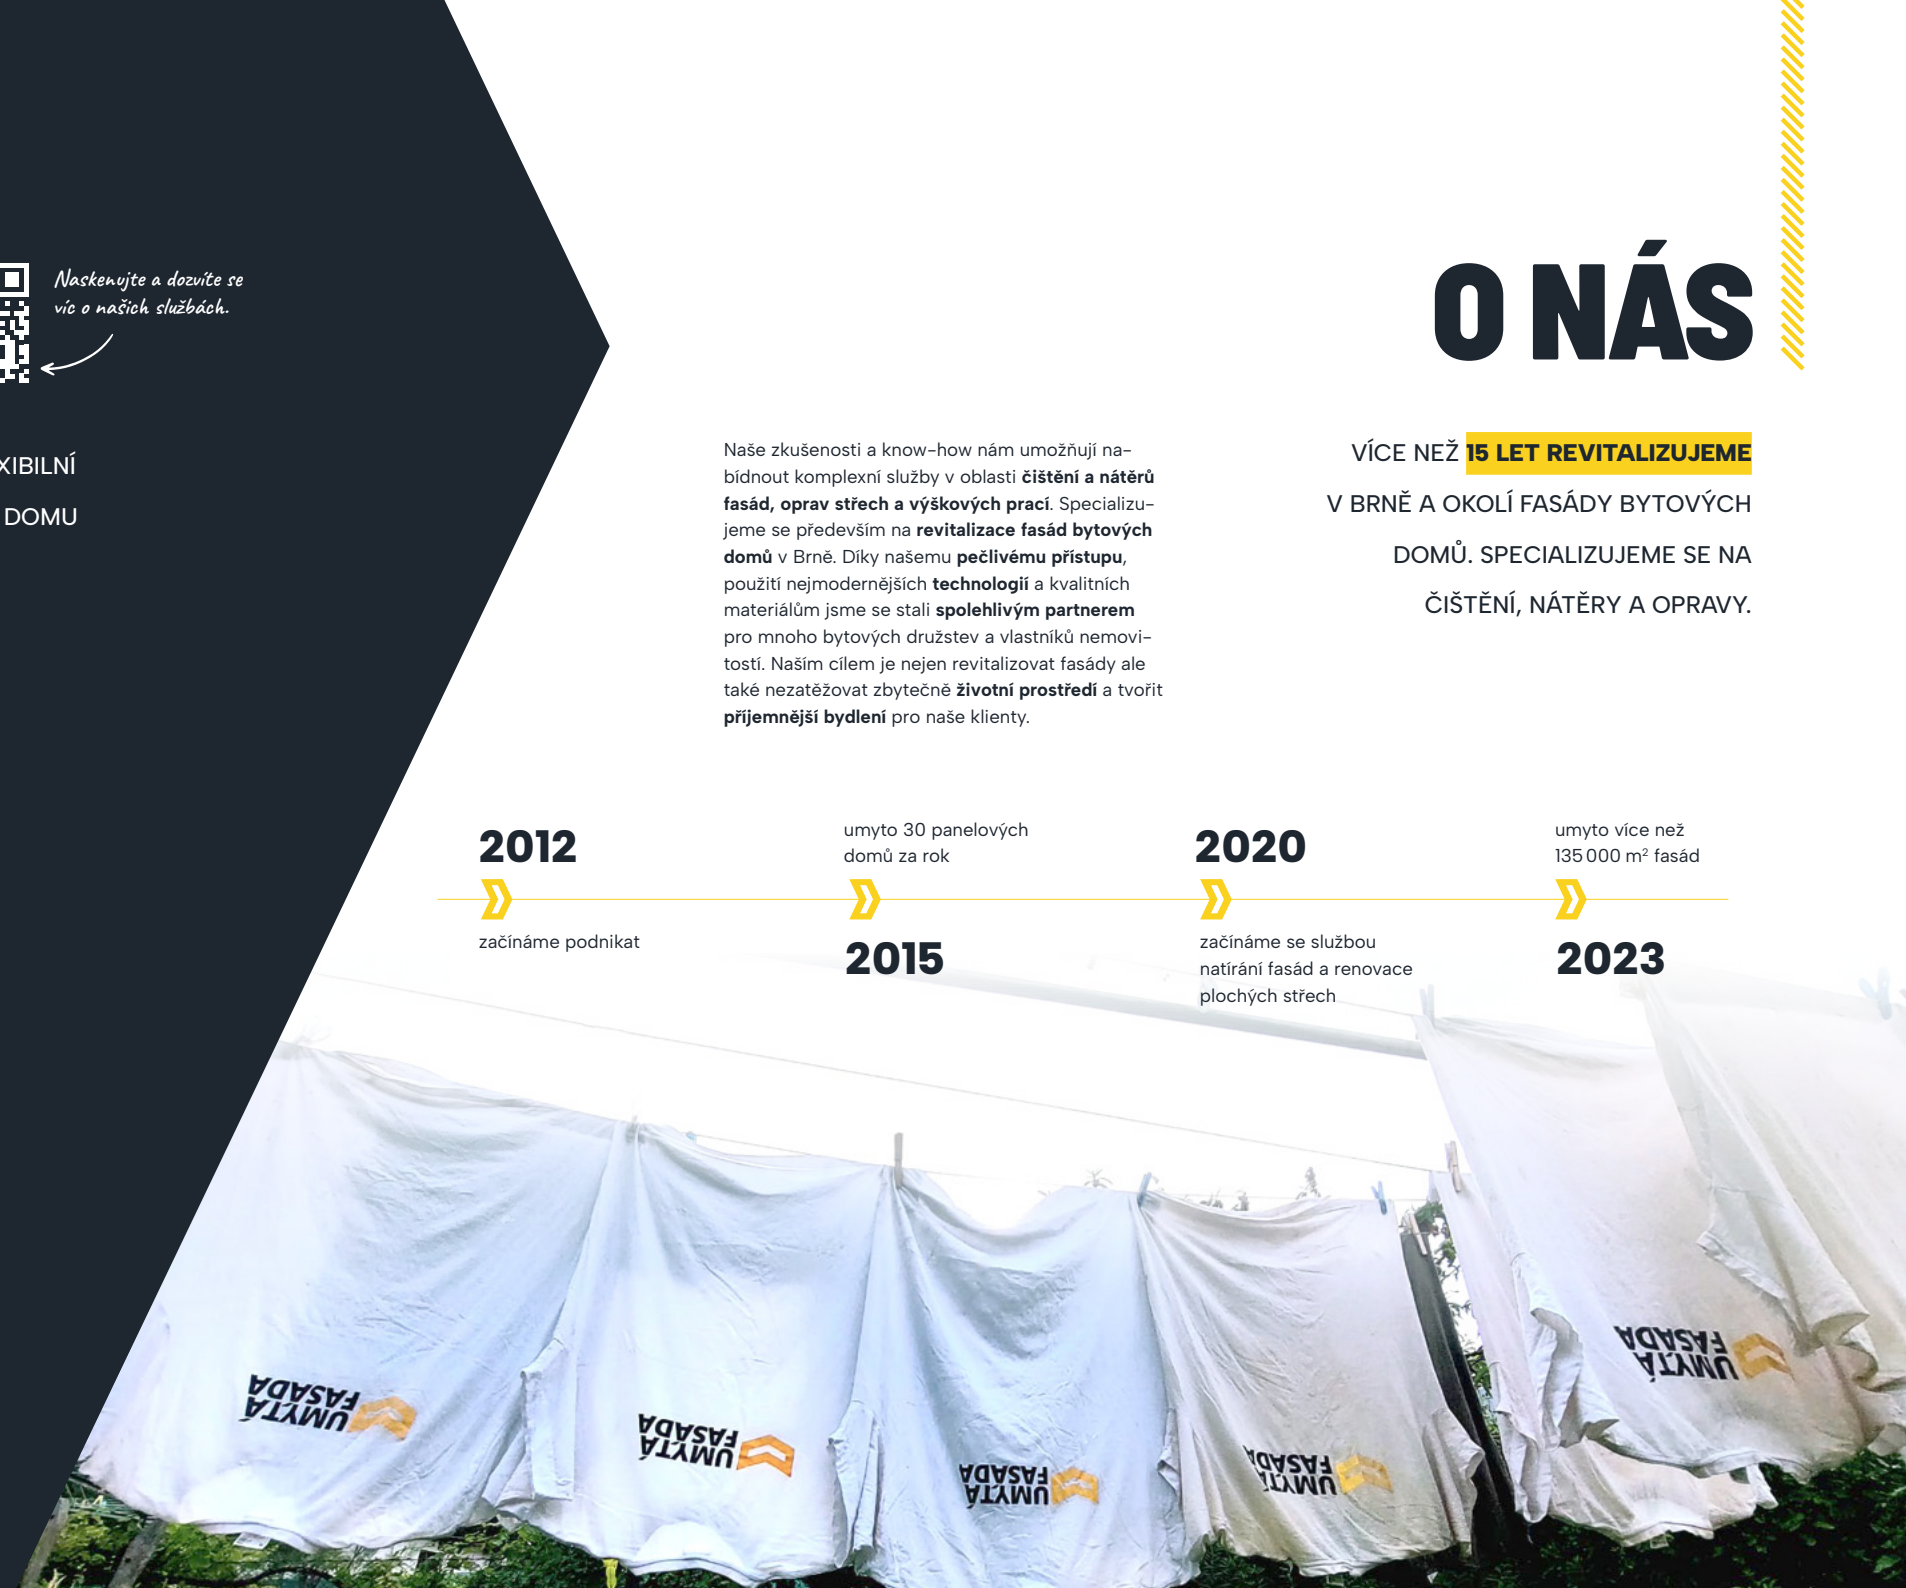 Naskenujte a dozvíte se
víc o našich službách.
XIBILNÍ
DOMU
O NÁS
VÍCE NEŽ 15 LET REVITALIZUJEME
V BRNĚ A OKOLÍ FASÁDY BYTOVÝCH
DOMŮ. SPECIALIZUJEME SE NA
ČIŠTĚNÍ, NÁTĚRY A OPRAVY.
Naše zkušenosti a know-how nám umožňují na-
bídnout komplexní služby v oblasti čištění a nátěrů
fasád, oprav střech a výškových prací. Specializu-
jeme se především na revitalizace fasád bytových
domů v Brně. Díky našemu pečlivému přístupu,
použití nejmodernějších technologií a kvalitních
materiálům jsme se stali spolehlivým partnerem
pro mnoho bytových družstev a vlastníků nemovi-
tostí. Naším cílem je nejen revitalizovat fasády ale
také nezatěžovat zbytečně životní prostředí a tvořit
příjemnější bydlení pro naše klienty.
2012
začínáme podnikat
umyto 30 panelových
domů za rok
2015
2020
začínáme se službou
natírání fasád a renovace
plochých střech
umyto více než
135 000 m² fasád
2023
UMYTÁ
FASÁDA
UMYTÁ
FASÁDA
UMYTÁ
FASÁDA
UMYTÁ
FASÁDA
UMYTÁ
FASÁDA